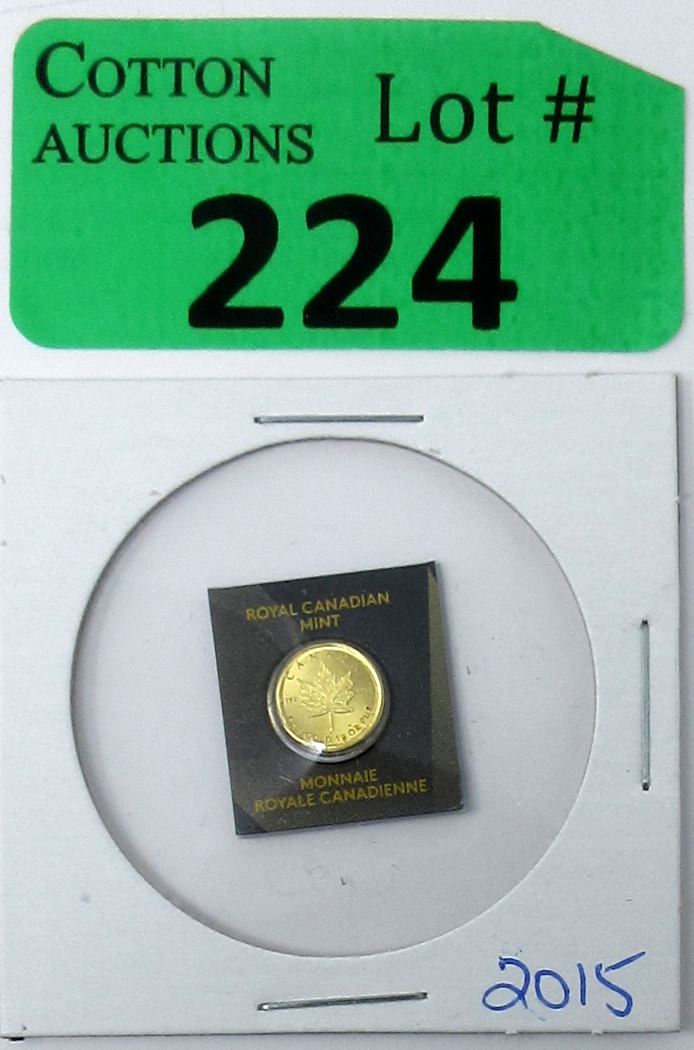 COTTON
AUCTIONS
Lot #
224
ROYAL CANADIAN
MINT
MONNAIE
ROYALE CANADIENNE
2015